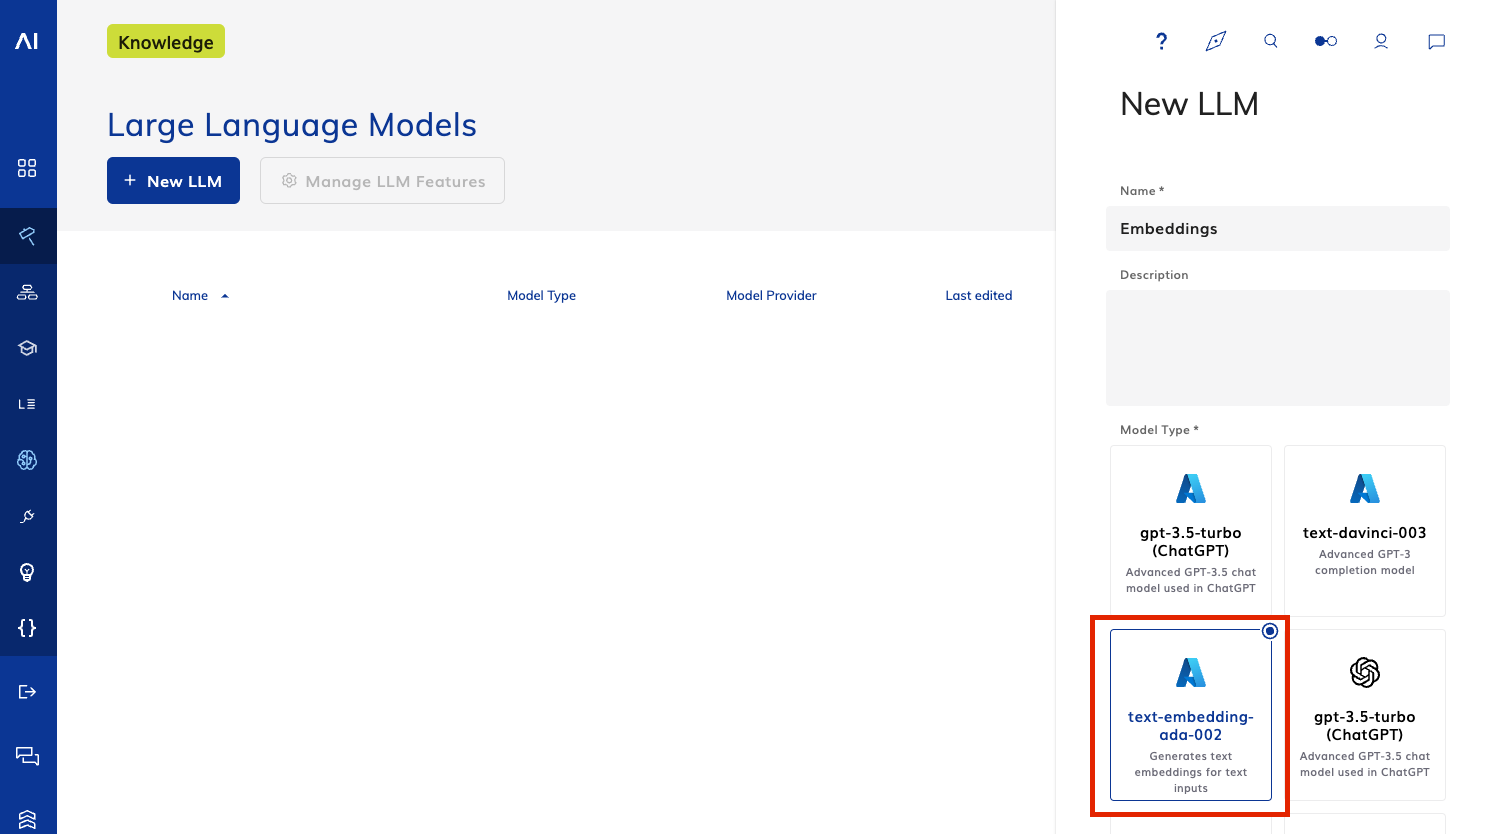 AI
Knowledge
Large Language Models
+ New LLM
Manage LLM Features
Name
Model Type
Model Provider
Last edited
L
{ }
?
New LLM
Name *
Embeddings
Description
Model Type *
gpt-3.5-turbo
(ChatGPT)
Advanced GPT-3.5 chat
model used in ChatGPT
text-davinci-003
Advanced GPT-3
completion model
text-embedding-
ada-002
Generates text
embeddings for text
inputs
gpt-3.5-turbo
(ChatGPT)
Advanced GPT-3.5 chat
model used in ChatGPT